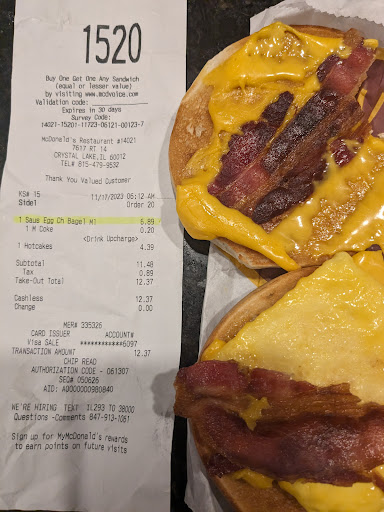 1520
Buy One Get One Any Sandwich
(equal or lesser value)
by visiting www.mcdvoice.com
Validation code:
Expires in 30 days
Survey Code:
14021-15201-11723-06121-00123-7
McDonald's Restaurant #14021
7617 RT 14
CRYSTAL LAKE,IL 60012
TEL# 815-479-9532
Thank You Valued Customer
KS# 15 11/17/2023 06:12 AM
Side1 Order 20
1 Saus Egg Ch Bagel Ml 6.89
1 M Coke 0.20
<Drink Upcharge>
1 Hotcakes 4.39
Subtotal 11.48
Tax 0.89
Take-Out Total 12.37
Cashless 12.37
Change 0.00
MER# 335326
CARD ISSUER ACCOUNT#
Visa SALE ************6097
TRANSACTION AMOUNT 12.37
CHIP READ
AUTHORIZATION CODE - 061307
SEQ# 050626
AID: A0000000980840
WE'RE HIRING TEXT IL293 TO 38000
Questions -Comments 847-913-1061
Sign up for MyMcDonald's rewards
to earn points on future visits